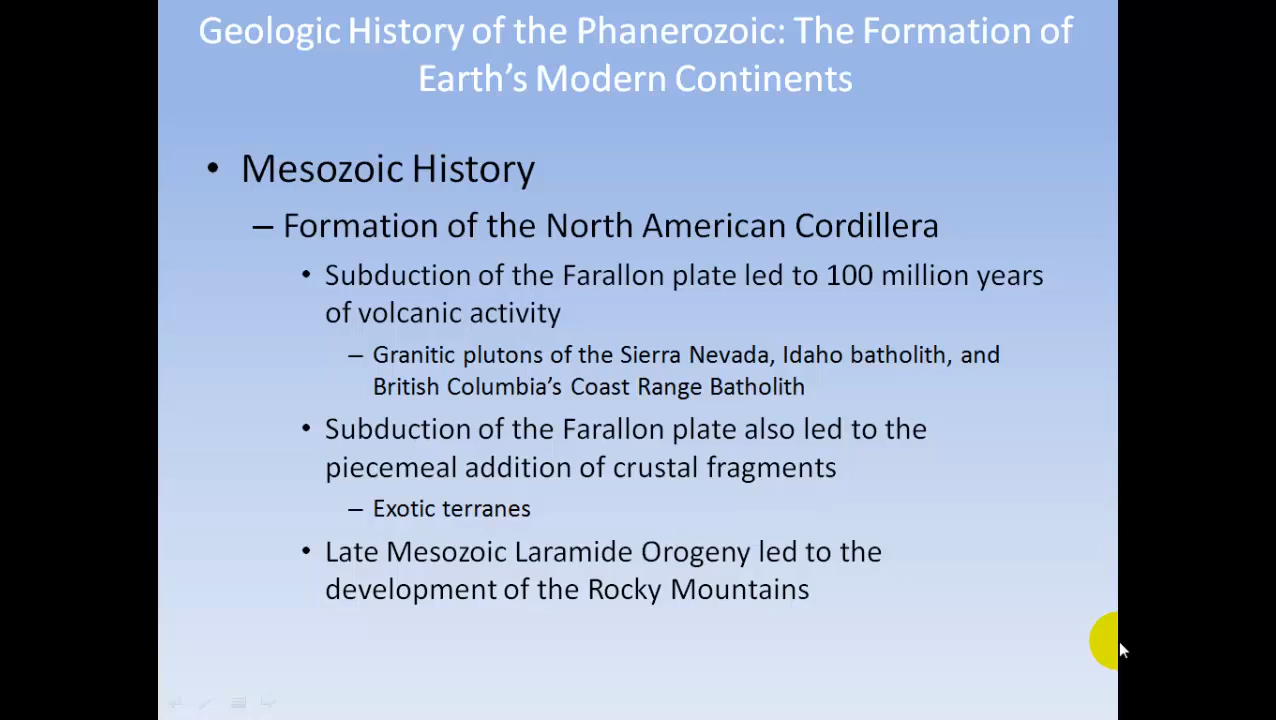 Geologic History of the Phanerozoic: The Formation of
Earth's Modern Continents
• Mesozoic History
– Formation of the North American Cordillera
• Subduction of the Farallon plate led to 100 million years
of volcanic activity
– Granitic plutons of the Sierra Nevada, Idaho batholith, and
British Columbia's Coast Range Batholith
• Subduction of the Farallon plate also led to the
piecemeal addition of crustal fragments
– Exotic terranes
• Late Mesozoic Laramide Orogeny led to the
development of the Rocky Mountains